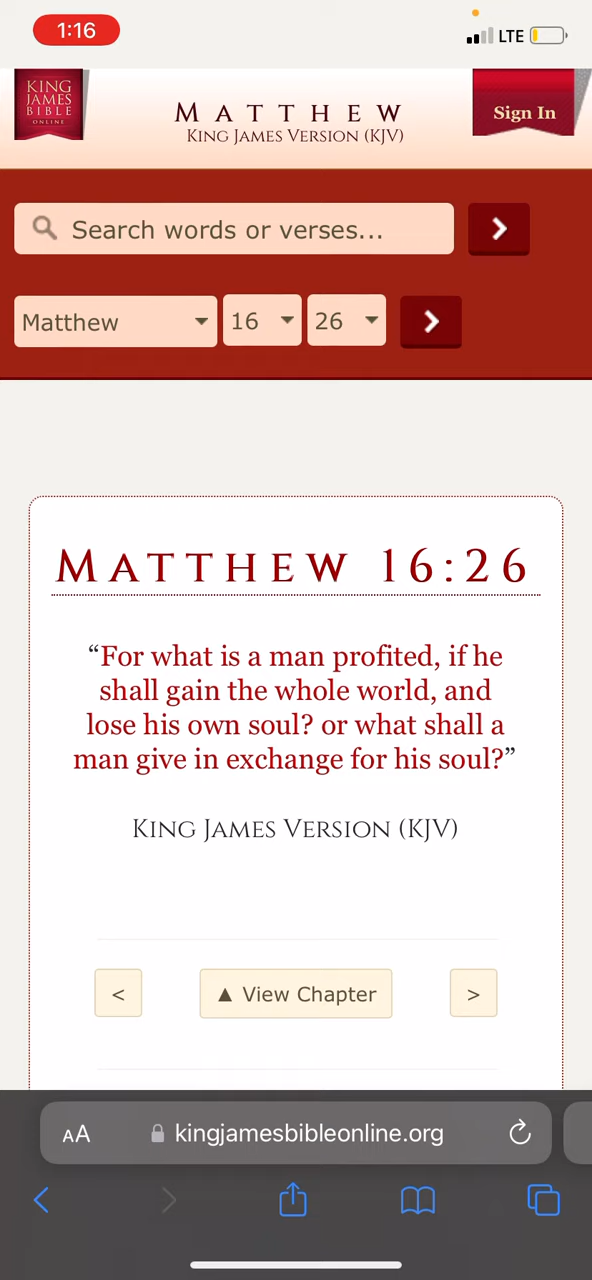 1:16
LTE
KING
JAMES
BIBLE
ONLINE
MATTHEW
KING JAMES VERSION (KJV)
Sign In
Search words or verses...
Matthew 16 26
MATTHEW 16:26
“For what is a man profited, if he
shall gain the whole world, and
lose his own soul? or what shall a
man give in exchange for his soul?”
KING JAMES VERSION (KJV)
< ▲ View Chapter >
AA kingjamesbibleonline.org